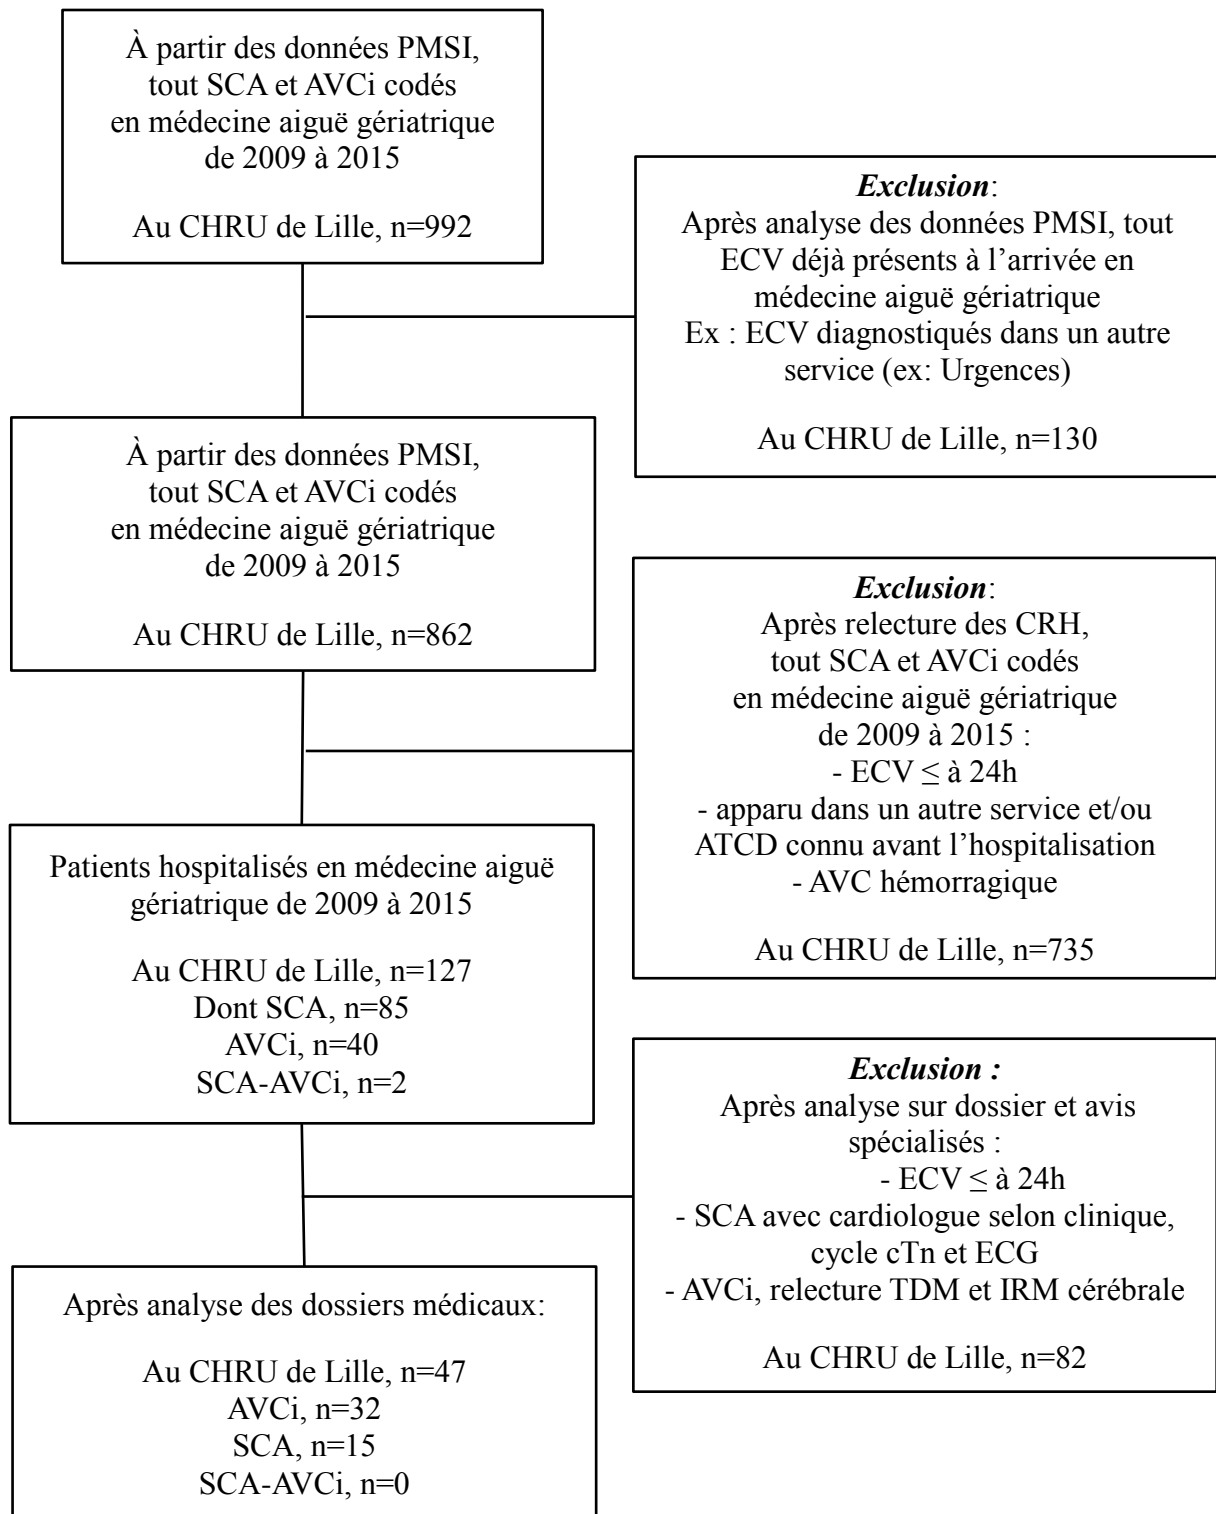 À partir des données PMSI,
tout SCA et AVCi codés
en médecine aiguë gériatrique
de 2009 à 2015
Au CHRU de Lille, n=992
Exclusion:
Après analyse des données PMSI, tout
ECV déjà présents à l’arrivée en
médecine aiguë gériatrique
Ex : ECV diagnostiqués dans un autre
service (ex: Urgences)
Au CHRU de Lille, n=130
À partir des données PMSI,
tout SCA et AVCi codés
en médecine aiguë gériatrique
de 2009 à 2015
Au CHRU de Lille, n=862
Exclusion:
Après relecture des CRH,
tout SCA et AVCi codés
en médecine aiguë gériatrique
de 2009 à 2015 :
- ECV ≤ à 24h
- apparu dans un autre service et/ou
ATCD connu avant l’hospitalisation
- AVC hémorragique
Au CHRU de Lille, n=735
Patients hospitalisés en médecine aiguë
gériatrique de 2009 à 2015
Au CHRU de Lille, n=127
Dont SCA, n=85
AVCi, n=40
SCA-AVCi, n=2
Exclusion :
Après analyse sur dossier et avis
spécialisés :
- ECV ≤ à 24h
- SCA avec cardiologue selon clinique,
cycle cTn et ECG
- AVCi, relecture TDM et IRM cérébrale
Au CHRU de Lille, n=82
Après analyse des dossiers médicaux:
Au CHRU de Lille, n=47
AVCi, n=32
SCA, n=15
SCA-AVCi, n=0